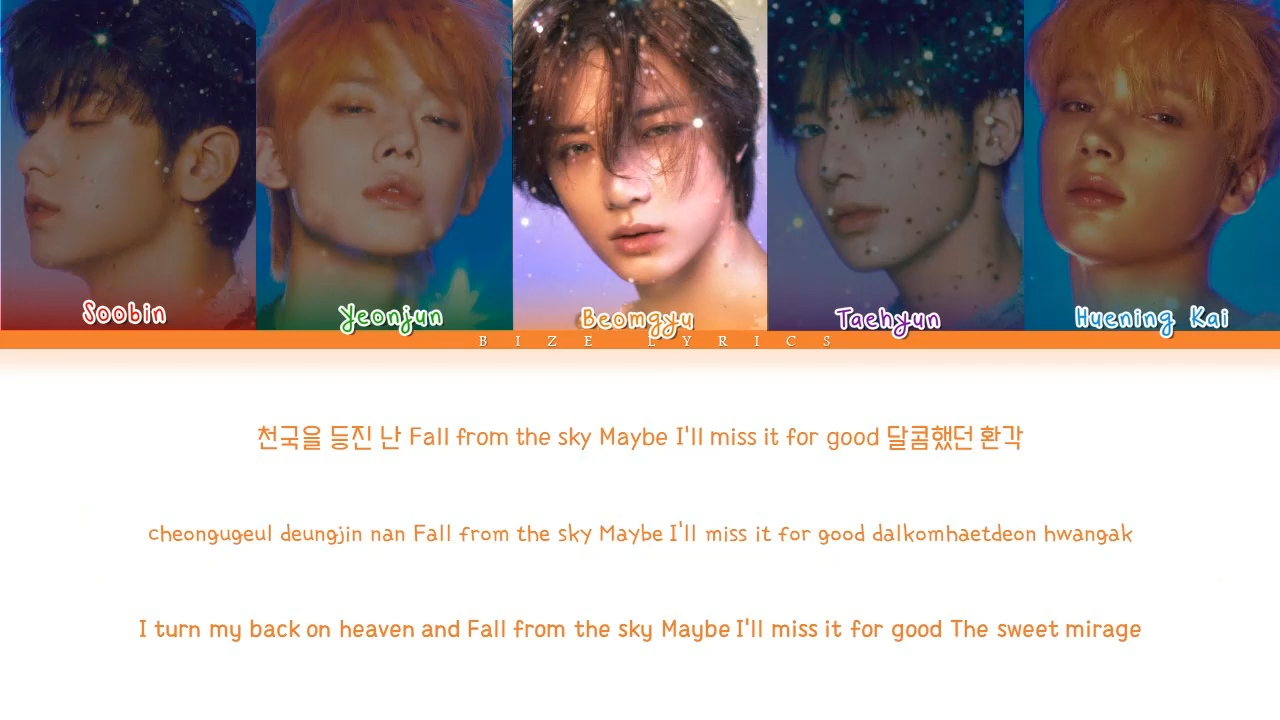 Soobin
Yeonjun
Beomgyu
Taehyun
Huening Kai
BIZE LYRICS
천국을 등진 난 Fall from the sky Maybe I'll miss it for good 달콤했던 환각
cheongugeul deungjin nan Fall from the sky Maybe I'll miss it for good dalkomhaetdeon hwangak
I turn my back on heaven and Fall from the sky Maybe I'll miss it for good The sweet mirage